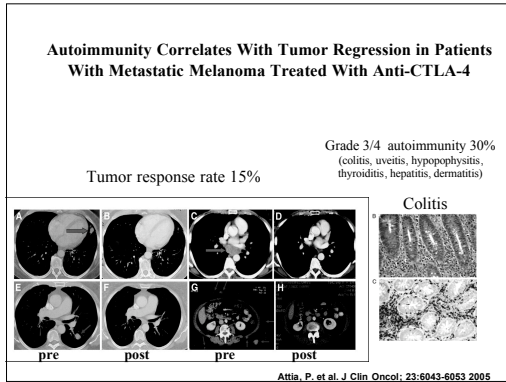 Autoimmunity Correlates With Tumor Regression in Patients
With Metastatic Melanoma Treated With Anti-CTLA-4
Grade 3/4 autoimmunity 30%
(colitis, uveitis, hypopophysitis,
thyroiditis, hepatitis, dermatitis)
Tumor response rate 15%
Colitis
A
B
C
D
B
E
F
G
H
C
pre
post
pre
post
Attia, P. et al. J Clin Oncol; 23:6043-6053 2005